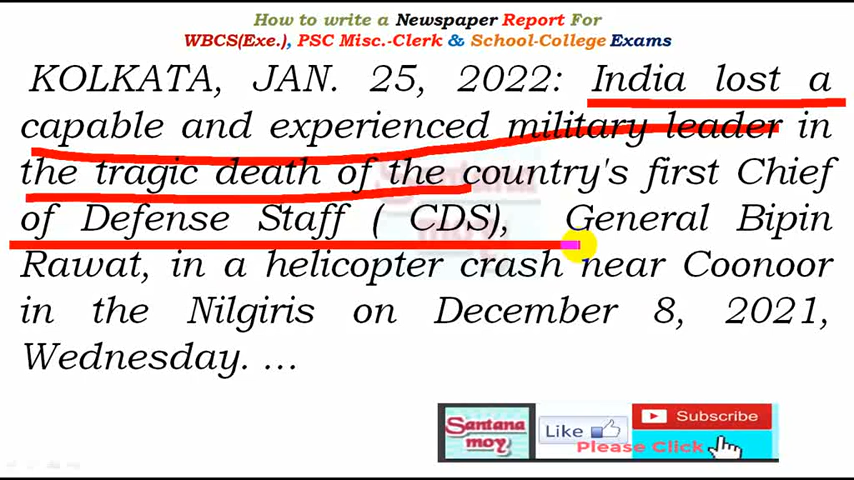 How to write a Newspaper Report For
WBCS(Exe.), PSC Misc.-Clerk & School-College Exams
KOLKATA, JAN. 25, 2022: India lost a
capable and experienced military leader in
the tragic death of the country's first Chief
of Defense Staff ( CDS), General Bipin
Rawat, in a helicopter crash near Coonoor
in the Nilgiris on December 8, 2021,
Wednesday. ...
Santana
moy
Like
Subscribe
Please Click